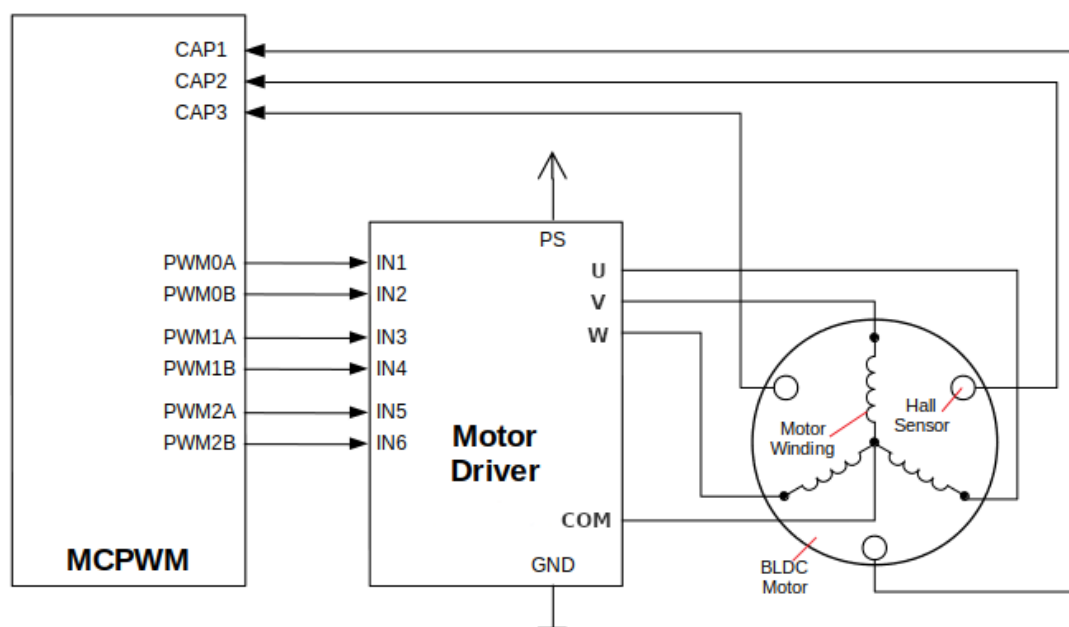 CAP1
CAP2
CAP3
PWM0A
PWM0B
PWM1A
PWM1B
PWM2A
PWM2B
MCPWM
PS
IN1
IN2
IN3
IN4
IN5
IN6
U
V
W
Motor
Driver
COM
GND
Motor
Winding
Hall
Sensor
BLDC
Motor